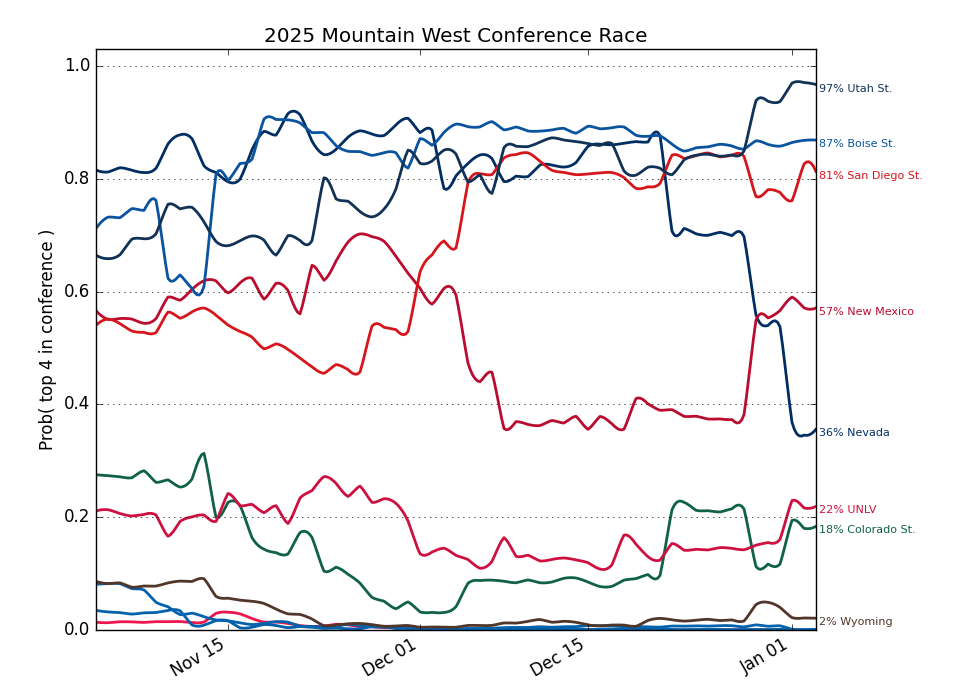 2025 Mountain West Conference Race
Prob( top 4 in conference )
1.0
0.8
0.6
0.4
0.2
0.0
Nov 15
Dec 01
Dec 15
Jan 01
97% Utah St.
87% Boise St.
81% San Diego St.
57% New Mexico
36% Nevada
22% UNLV
18% Colorado St.
2% Wyoming